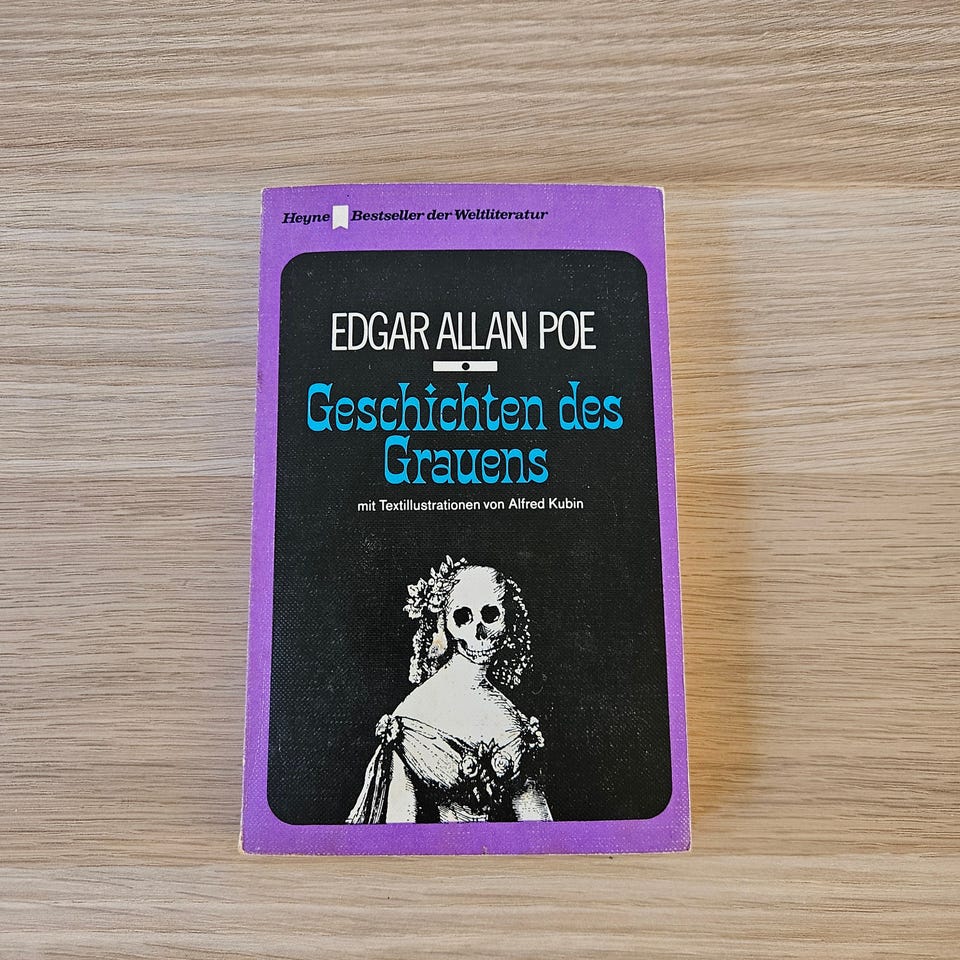 Heyne Bestseller der Weltliteratur
EDGAR ALLAN POE
Geschichten des
Grauens
mit Textillustrationen von Alfred Kubin